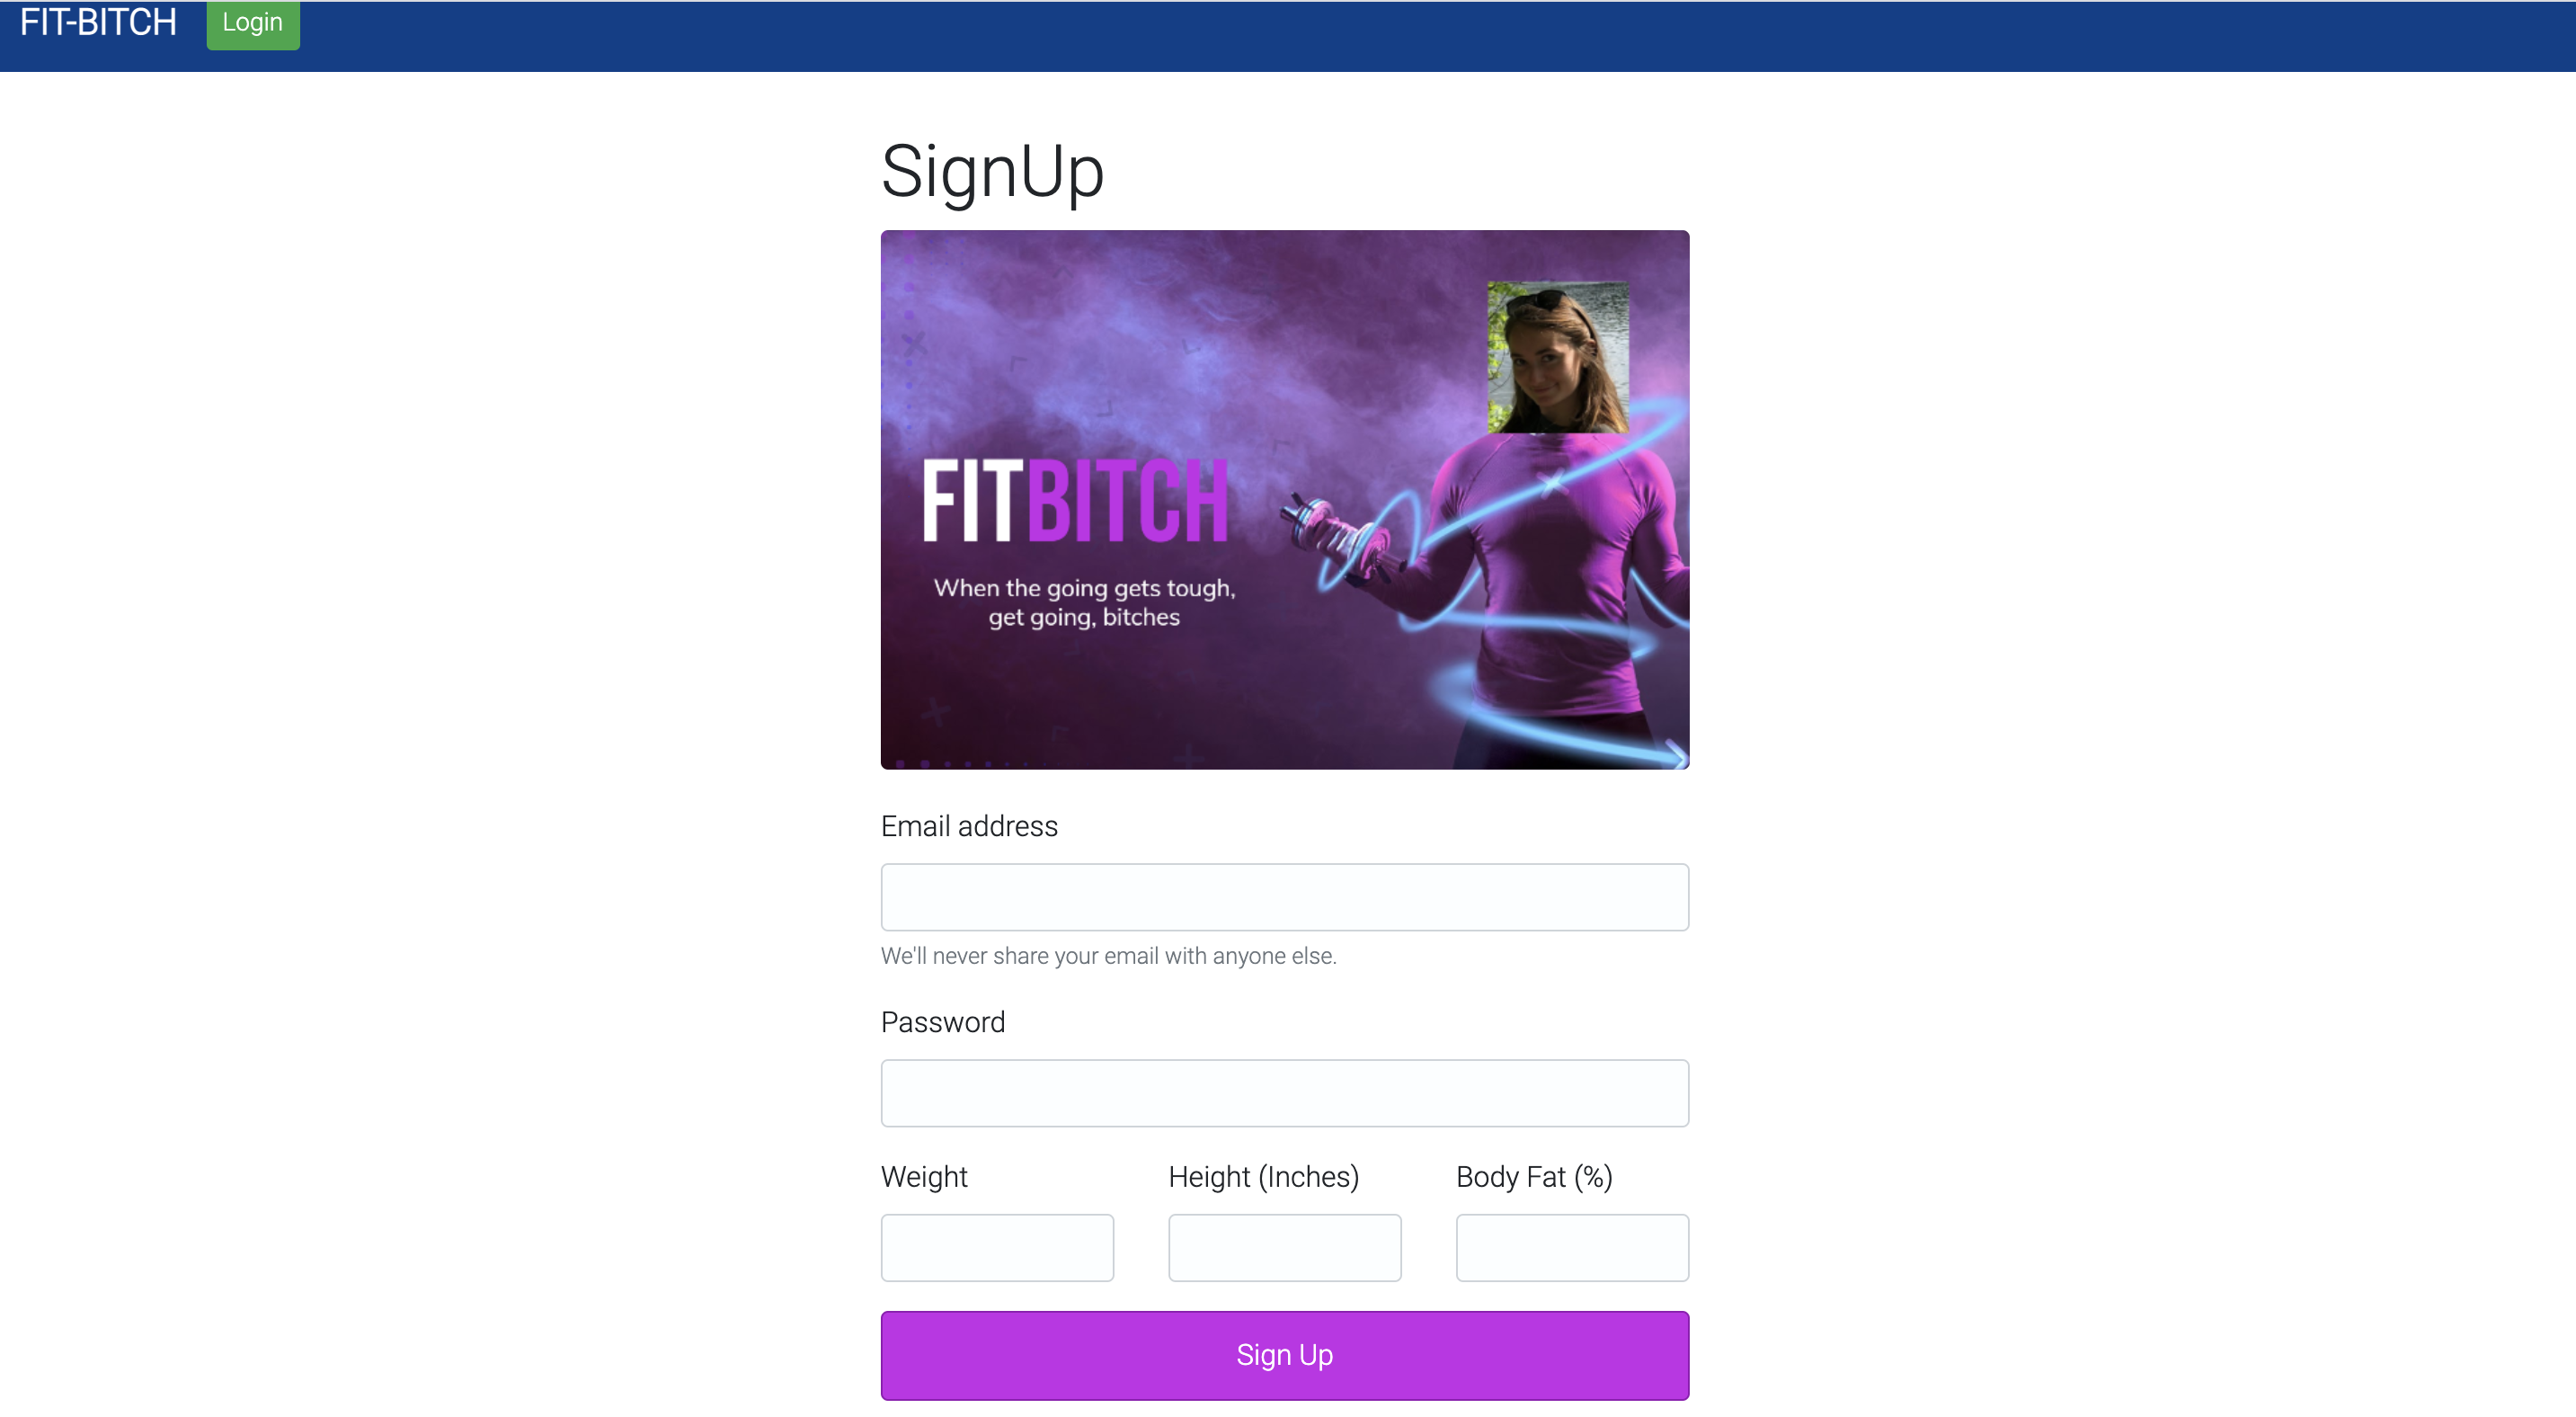 FIT-BITCH
Login
SignUp
FITBITCH
When the going gets tough,
get going, bitches
Email address
We'll never share your email with anyone else.
Password
Weight
Height (Inches)
Body Fat (%)
Sign Up